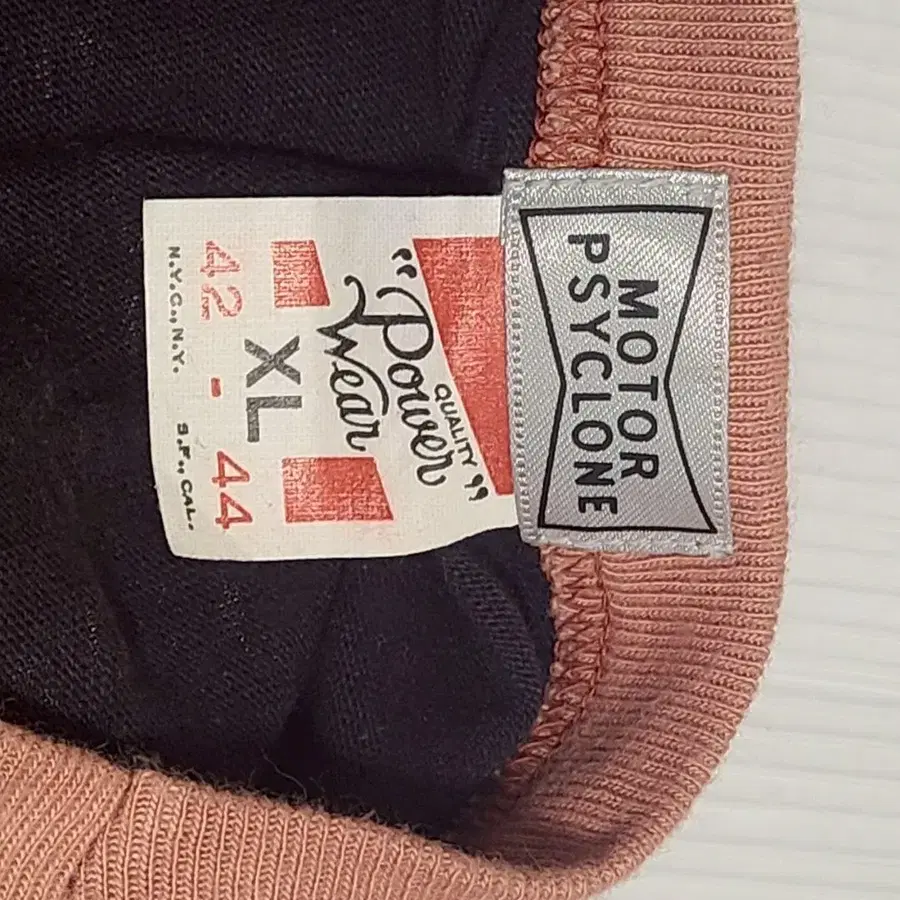 MOTOR
PSYCLONE
QUALITY
"Power
Wear"
XL
42 - 44
N.Y.C., N.Y. S.F., CAL.